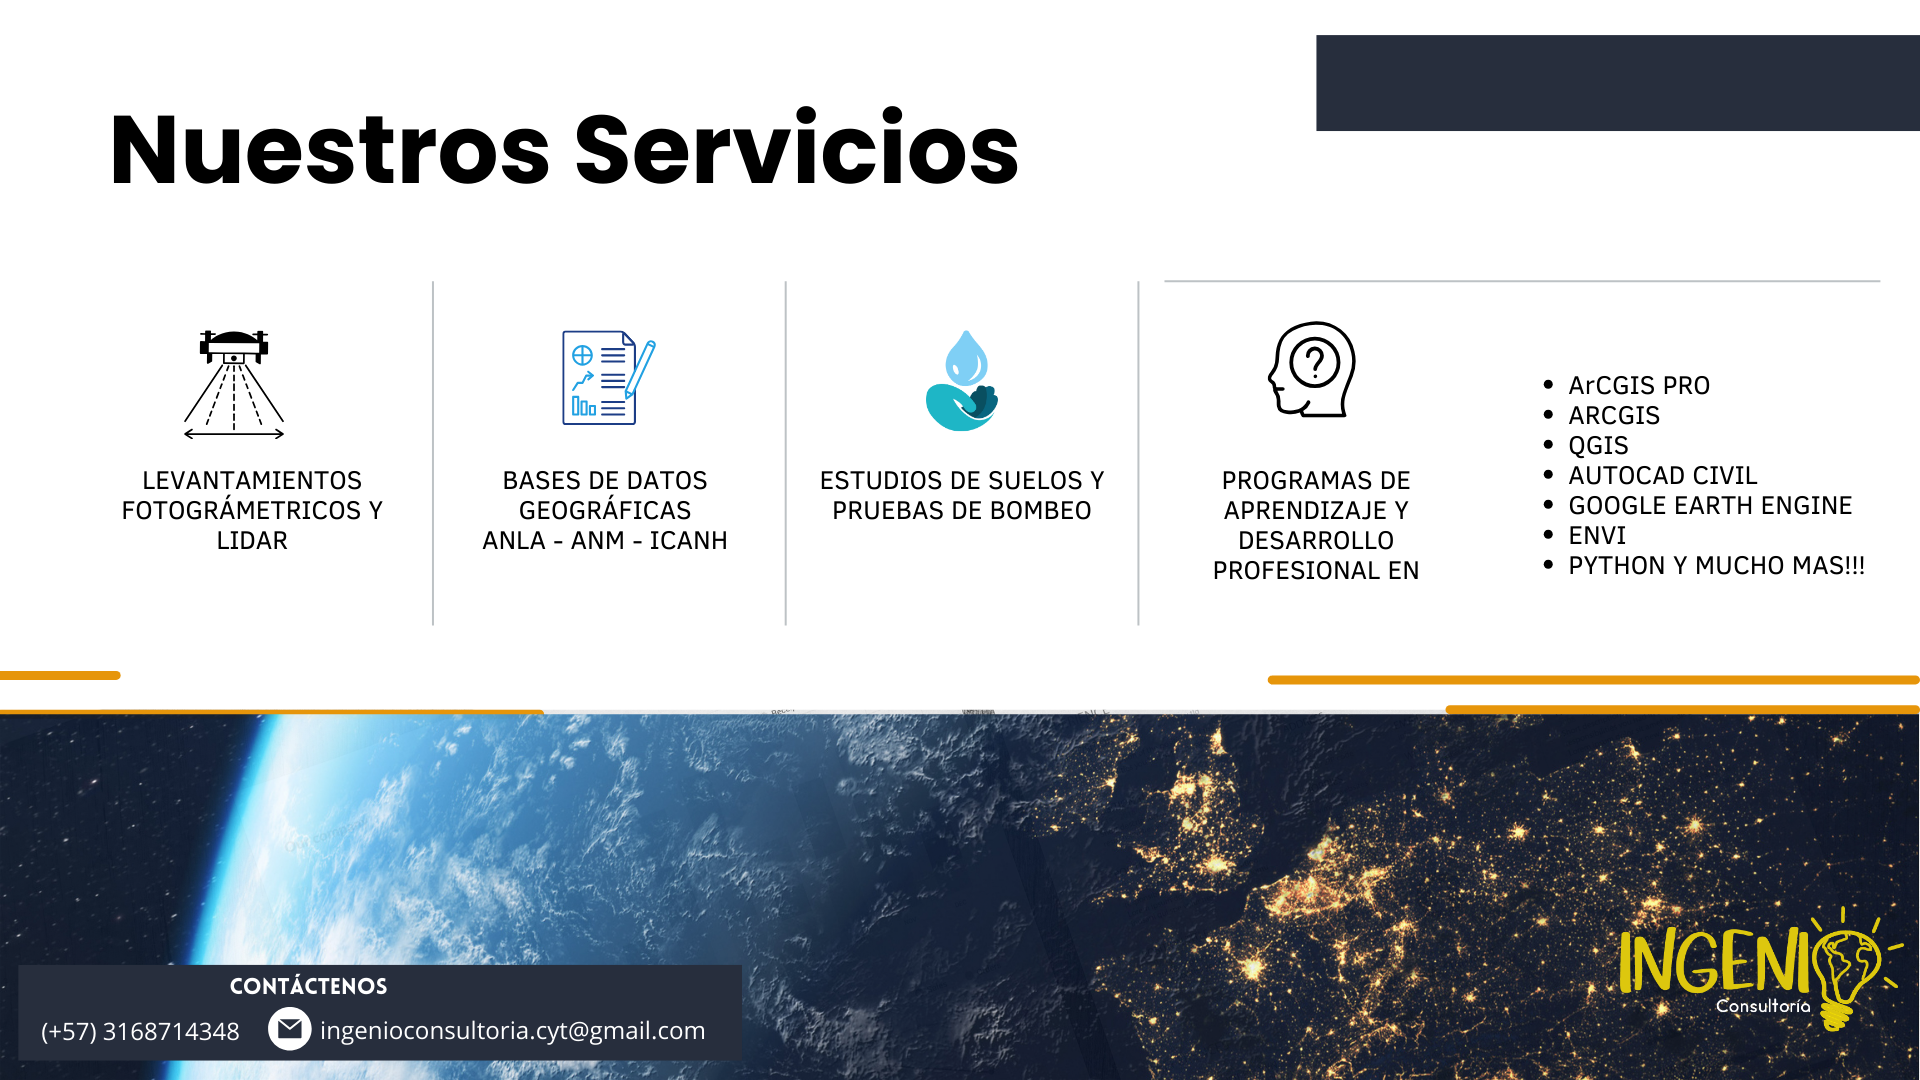 Nuestros Servicios
LEVANTAMIENTOS
FOTOGRÁMETRICOS Y
LIDAR
BASES DE DATOS
GEOGRÁFICAS
ANLA - ANM - ICANH
ESTUDIOS DE SUELOS Y
PRUEBAS DE BOMBEO
?
PROGRAMAS DE
APRENDIZAJE Y
DESARROLLO
PROFESIONAL EN
• ArCGIS PRO
• ARCGIS
• QGIS
• AUTOCAD CIVIL
• GOOGLE EARTH ENGINE
• ENVI
• PYTHON Y MUCHO MAS!!!
CONTÁCTENOS
(+57) 3168714348
ingenioconsultoria.cyt@gmail.com
INGENIO
Consultoría